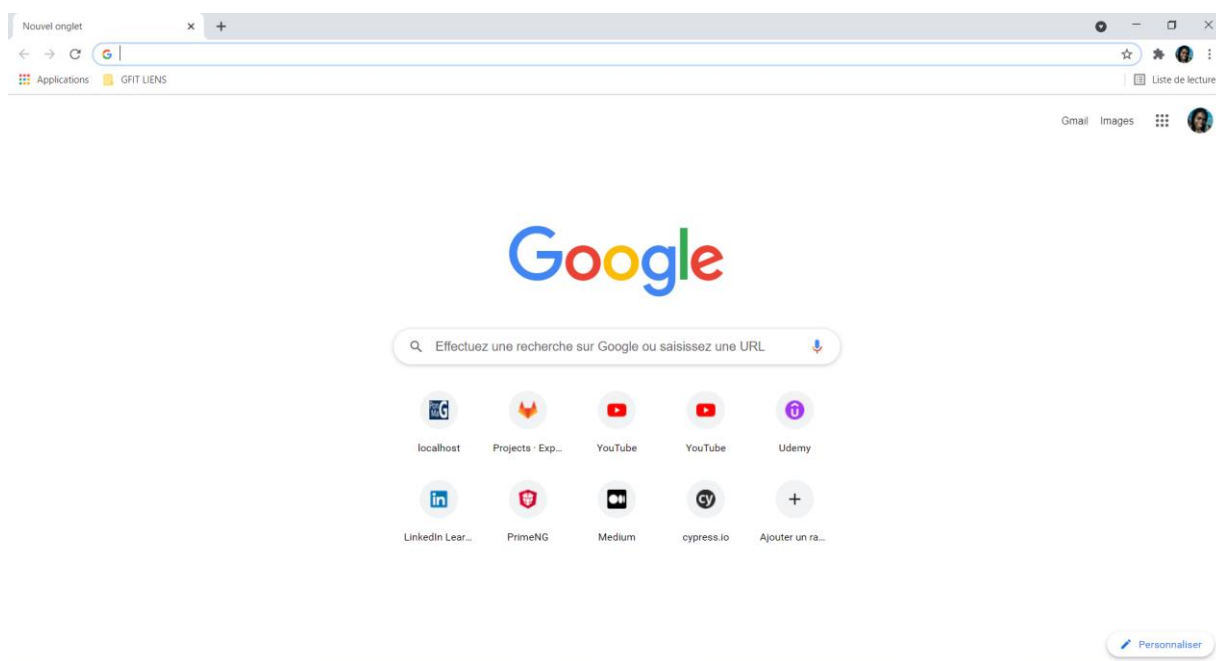 Nouvel onglet
Applications GFIT LIENS Liste de lecture
Gmail Images
Google
Effectuez une recherche sur Google ou saisissez une URL
localhost Projects · Exp... YouTube YouTube Udemy
LinkedIn Lear... PrimeNG Medium cypress.io Ajouter un ra...
Personnaliser